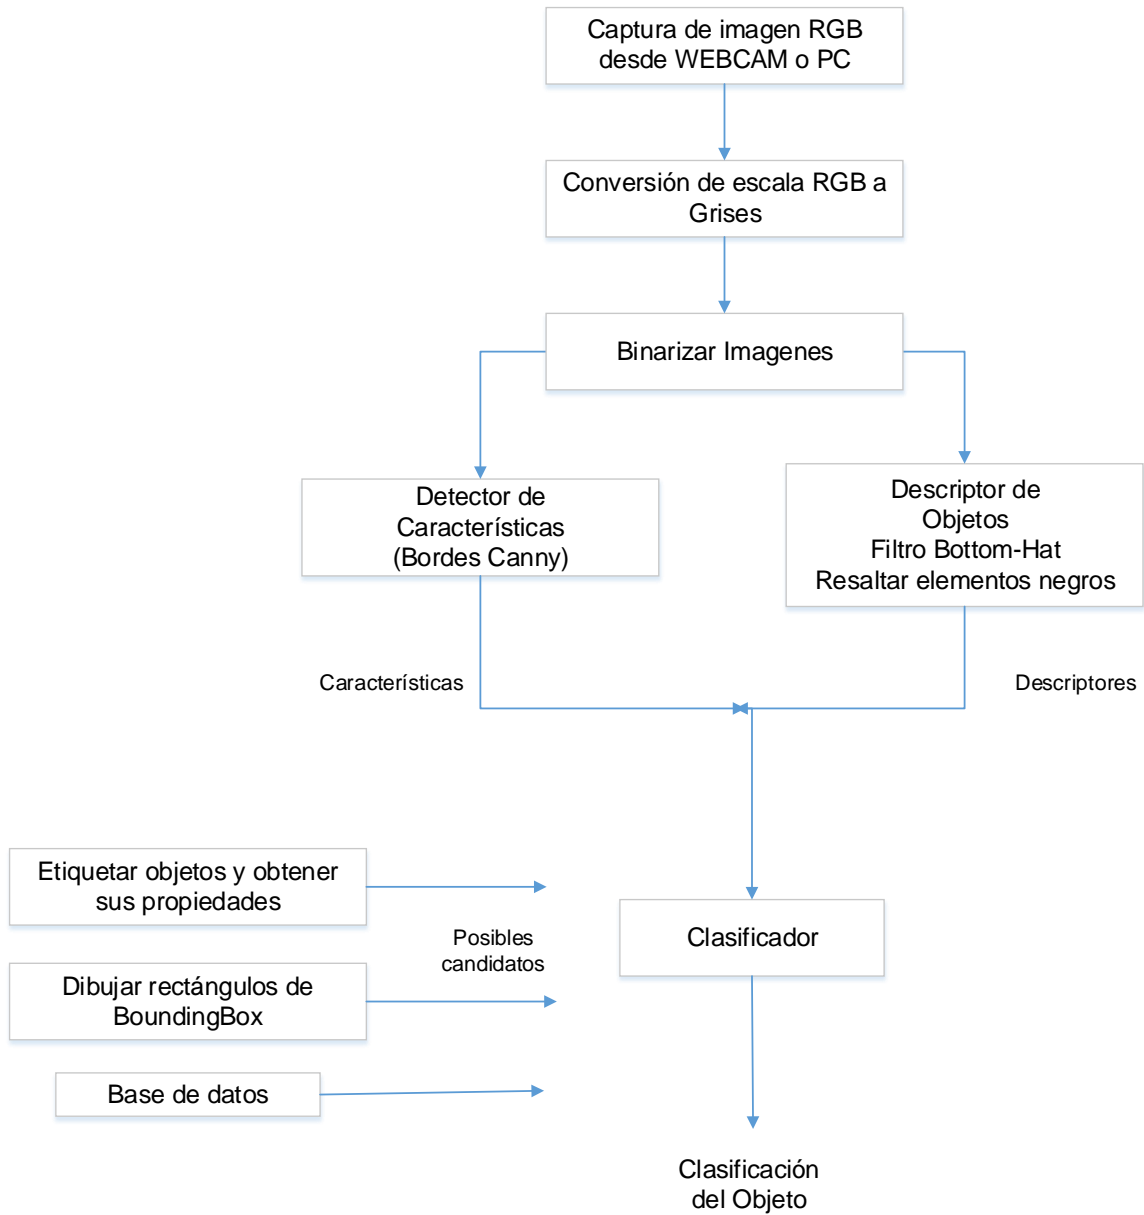 Captura de imagen RGB
desde WEBCAM o PC
Conversión de escala RGB a
Grises
Binarizar Imagenes
Detector de
Característícas
(Bordes Canny)
Descriptor de
Objetos
Filtro Bottom-Hat
Resaltar elementos negros
Característícas
Descriptores
Etiquetar objetos y obtener
sus propiedades
Posibles
candidatos
Clasificador
Dibujar rectángulos de
BoundingBox
Base de datos
Clasificación
del Objeto